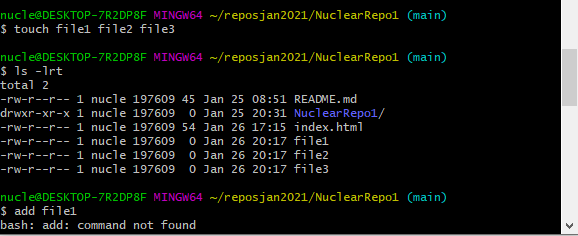 nucle@DESKTOP-7R2DP8F MINGW64 ~/reposjan2021/NuclearRepo1 (main)
$ touch file1 file2 file3
nucle@DESKTOP-7R2DP8F MINGW64 ~/reposjan2021/NuclearRepo1 (main)
$ ls -lrt
total 2
-rw-r--r-- 1 nucle 197609 45 Jan 25 08:51 README.md
drwxr-xr-x 1 nucle 197609  0 Jan 25 20:31 NuclearRepo1/
-rw-r--r-- 1 nucle 197609 54 Jan 26 17:15 index.html
-rw-r--r-- 1 nucle 197609  0 Jan 26 20:17 file1
-rw-r--r-- 1 nucle 197609  0 Jan 26 20:17 file2
-rw-r--r-- 1 nucle 197609  0 Jan 26 20:17 file3
nucle@DESKTOP-7R2DP8F MINGW64 ~/reposjan2021/NuclearRepo1 (main)
$ add file1
bash: add: command not found